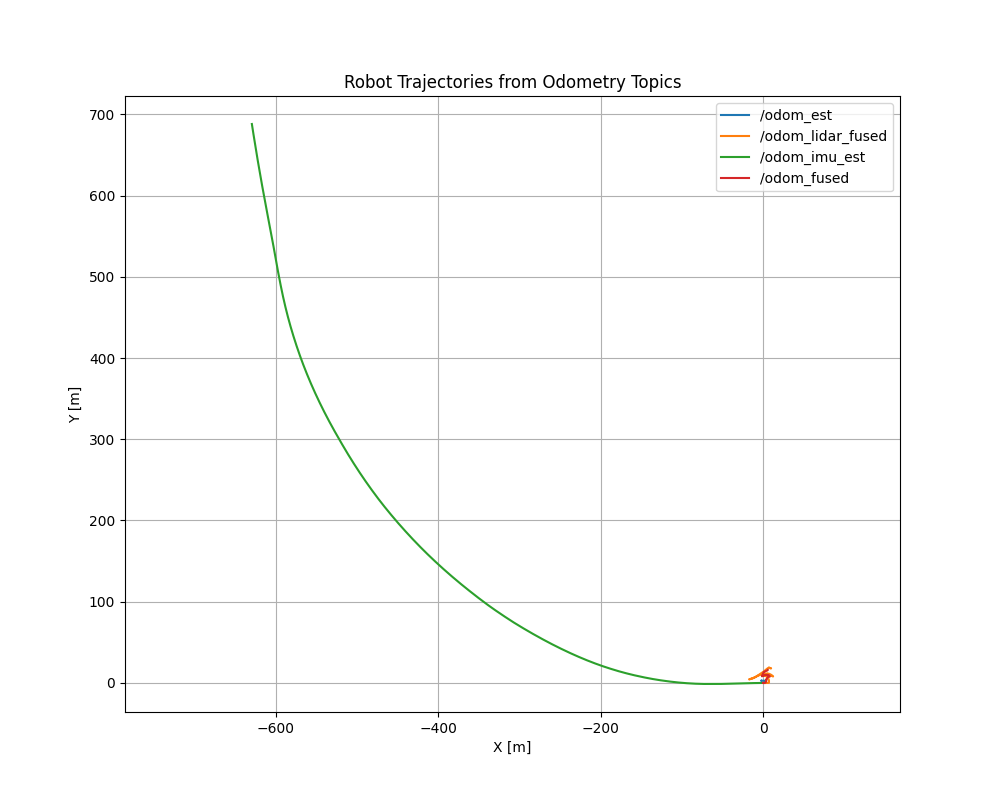 Robot Trajectories from Odometry Topics
/odom_est
/odom_lidar_fused
/odom_imu_est
/odom_fused
700
600
500
400
300
200
100
0
Y [m]
−600
−400
−200
0
X [m]